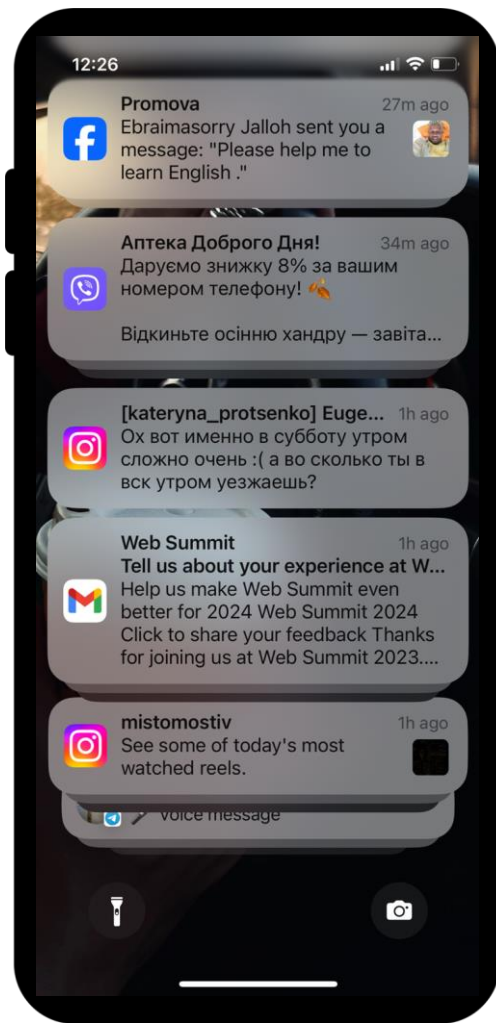 12:26
Promova 27m ago
Ebraimasorry Jalloh sent you a
message: "Please help me to
learn English ."
Аптека Доброго Дня! 34m ago
Даруємо знижку 8% за вашим
номером телефону! 🍂
Відкиньте осінню хандру — завіта...
[kateryna_protsenko] Euge... 1h ago
Ох вот именно в субботу утром
сложно очень :( а во сколько ты в
вск утром уезжаешь?
Web Summit 1h ago
Tell us about your experience at W...
Help us make Web Summit even
better for 2024 Web Summit 2024
Click to share your feedback Thanks
for joining us at Web Summit 2023....
mistomostiv 1h ago
See some of today's most
watched reels.
Voice message